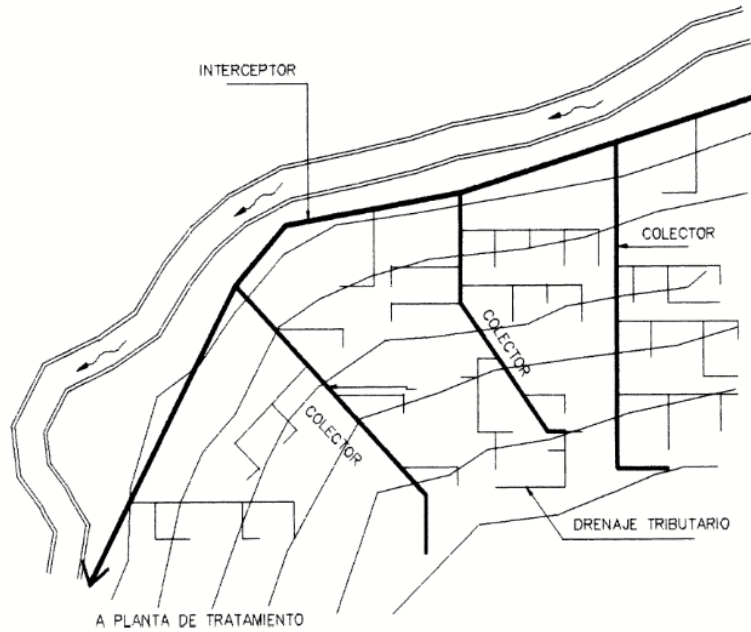 INTERCEPTOR
COLECTOR
COLECTOR
COLECTOR
DRENAJE TRIBUTARIO
A PLANTA DE TRATAMIENTO